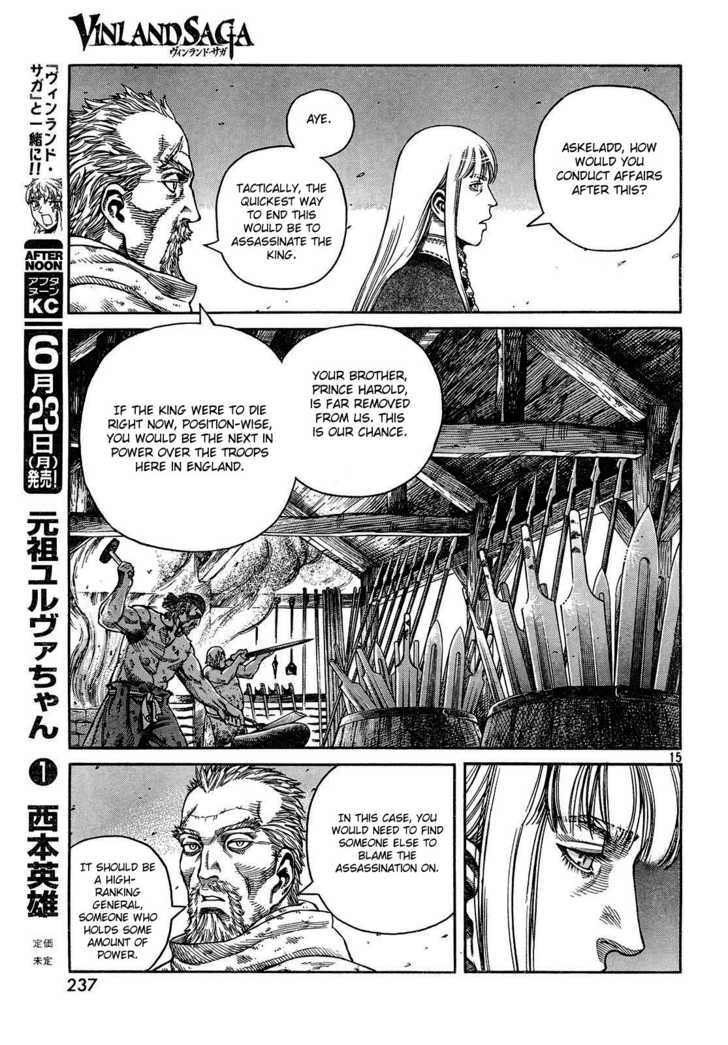 VINLAND SAGA
ヴィンランド・サガ
ASKELADD, HOW
WOULD YOU
CONDUCT AFFAIRS
AFTER THIS?
AYE.
TACTICALLY, THE
QUICKEST WAY
TO END THIS
WOULD BE TO
ASSASSINATE THE
KING.
YOUR BROTHER,
PRINCE HAROLD,
IS FAR REMOVED
FROM US. THIS
IS OUR CHANCE.
IF THE KING WERE TO DIE
RIGHT NOW, POSITION-WISE,
YOU WOULD BE THE NEXT IN
POWER OVER THE TROOPS
HERE IN ENGLAND.
15
IN THIS CASE, YOU
WOULD NEED TO FIND
SOMEONE ELSE TO
BLAME THE
ASSASSINATION ON.
IT SHOULD BE
A HIGH-
RANKING
GENERAL,
SOMEONE WHO
HOLDS SOME
AMOUNT OF
POWER.
『ヴィンランド・
サガ』と一緒に!!
AFTER
NOON
アフタ
ヌーン
KC
6月23日(月)発売!
元祖ユルヴァちゃん
1
西本英雄
定価
未定
237